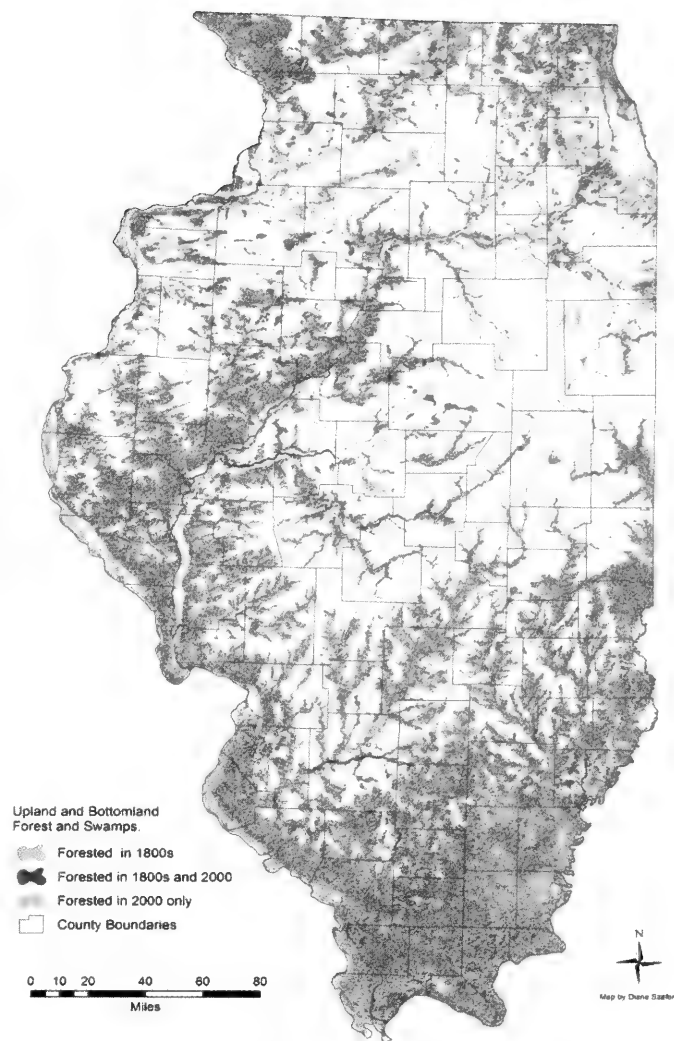 Upland and Bottomland
Forest and Swamps.
Forested in 1800s
Forested in 1800s and 2000
Forested in 2000 only
County Boundaries
0 10 20 40 60 80
Miles
N
Map by Diane